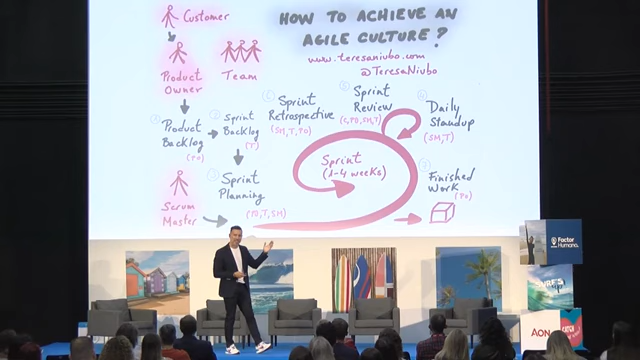 Customer
HOW TO ACHIEVE AN
AGILE CULTURE?
www.teresaniubo.com
@TeresaNiubo
Product
Owner
Team
Product
Backlog
(PO)
Sprint
Backlog
(T)
Sprint
Retrospective
(SM, T, PO)
Sprint
Review
(C, PO, SM, T)
Daily
Standup
(SM, T)
Sprint
(1-4 weeks)
Sprint
Planning
(PO, T, SM)
Finished
Work
(PO)
Scrum
Master
Factor
Humano
AON
CATCH